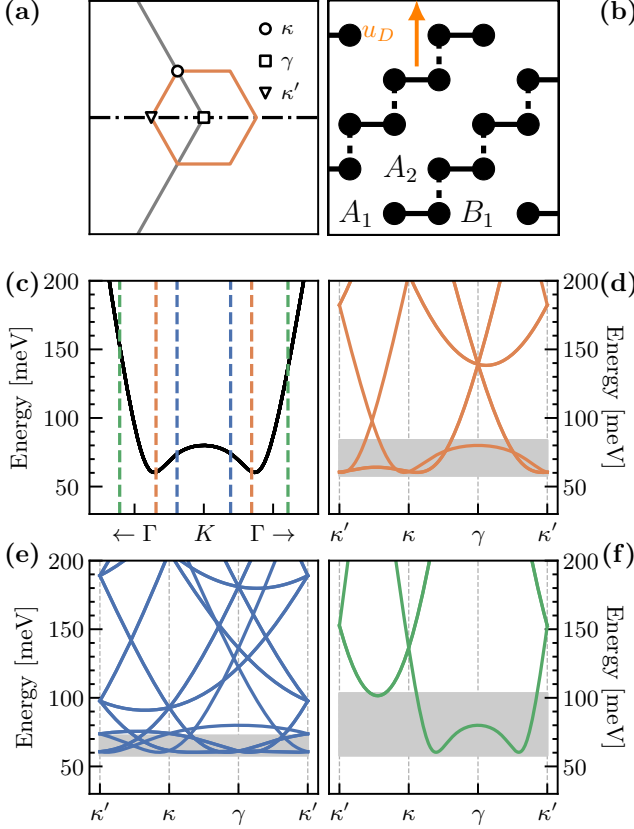 (a)
κ
γ
κ′
(b)
u_D
A_2
A_1
B_1
(c)
200
150
100
50
Energy [meV]
← Γ
K
Γ →
(d)
200
150
100
50
Energy [meV]
κ′
κ
γ
κ′
(e)
200
150
100
50
Energy [meV]
κ′
κ
γ
κ′
(f)
200
150
100
50
Energy [meV]
κ′
κ
γ
κ′